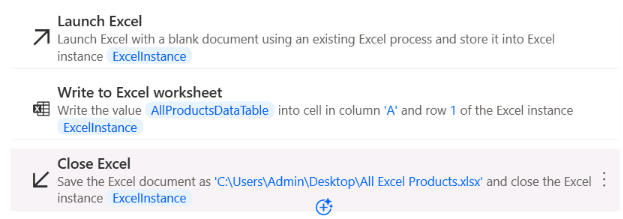 Launch Excel
Launch Excel with a blank document using an existing Excel process and store it into Excel
instance ExcelInstance
Write to Excel worksheet
Write the value AllProductsDataTable into cell in column 'A' and row 1 of the Excel instance
ExcelInstance
Close Excel
Save the Excel document as 'C:\Users\Admin\Desktop\All Excel Products.xlsx' and close the Excel
instance ExcelInstance